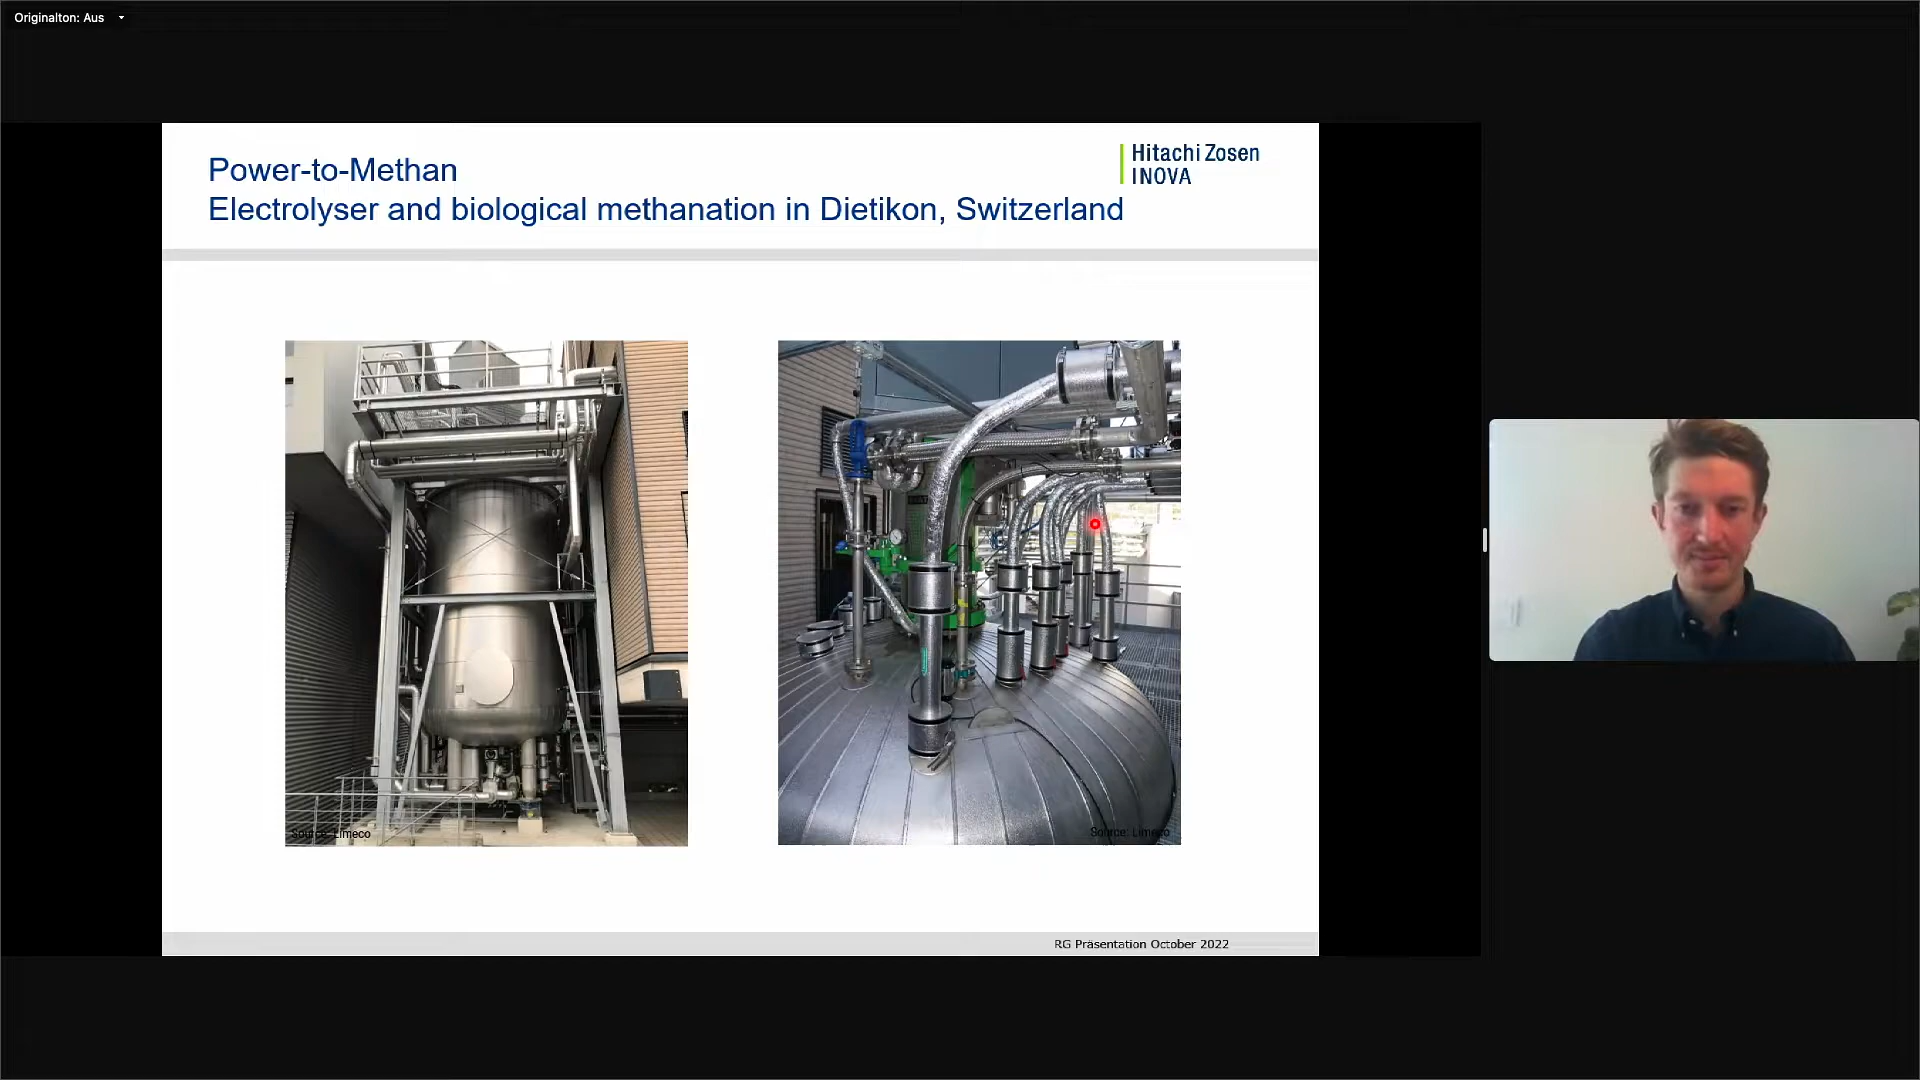 Originalton: Aus
Power-to-Methan
Electrolyser and biological methanation in Dietikon, Switzerland
Hitachi Zosen
INOVA
Source: Limeco
Source: Limeco
RG Präsentation October 2022